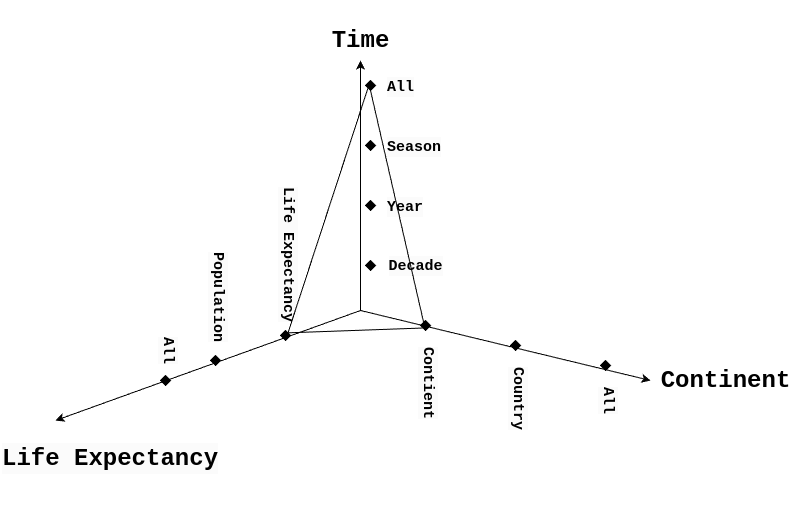 Time
All
Season
Year
Decade
Life Expectancy
Population
All
Contient
Country
All
Continent
Life Expectancy